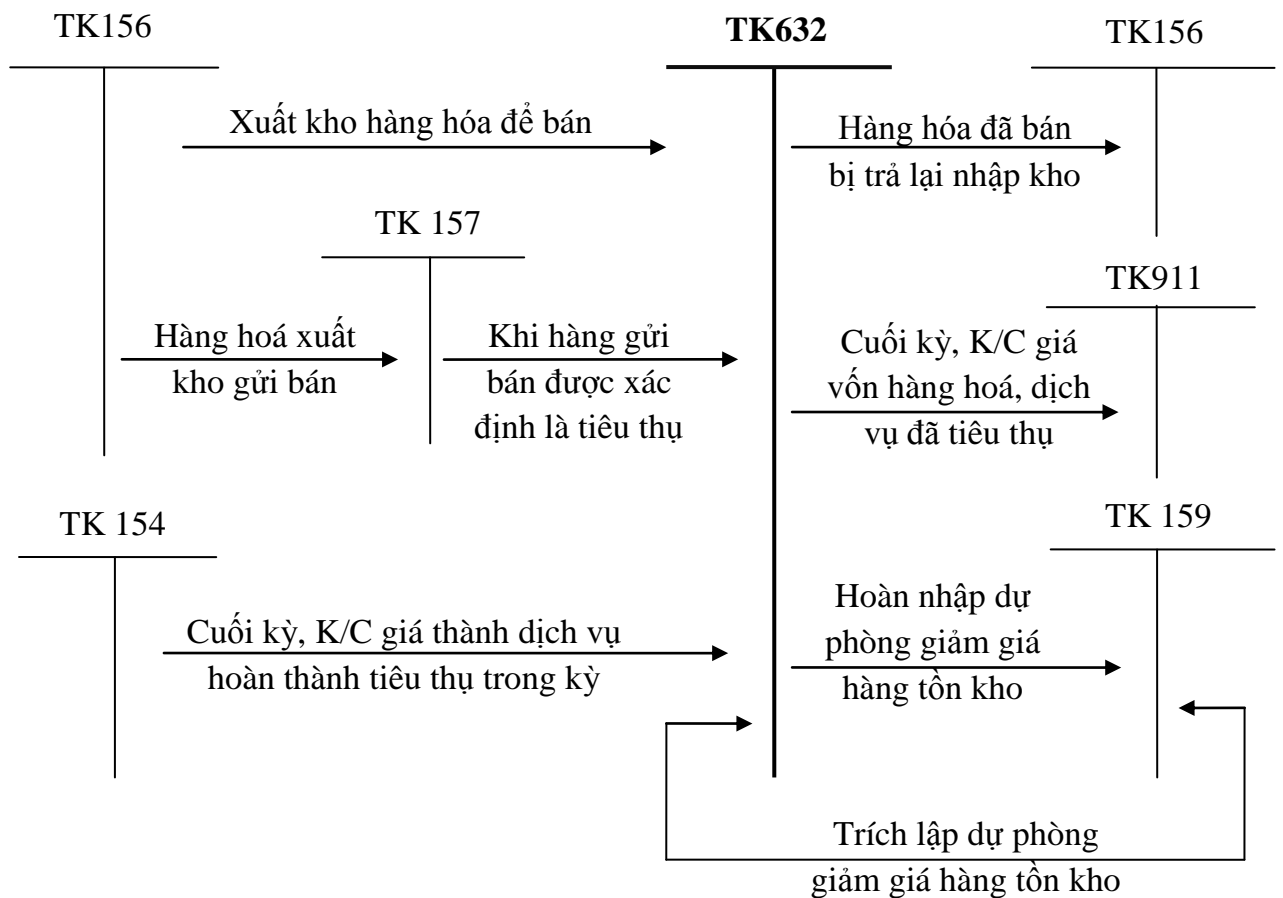 TK156
TK632
TK156
Xuất kho hàng hóa để bán
Hàng hóa đã bán
bị trả lại nhập kho
TK 157
TK911
Hàng hoá xuất
kho gửi bán
Khi hàng gửi
bán được xác
định là tiêu thụ
Cuối kỳ, K/C giá
vốn hàng hoá, dịch
vụ đã tiêu thụ
TK 154
TK 159
Cuối kỳ, K/C giá thành dịch vụ
hoàn thành tiêu thụ trong kỳ
Hoàn nhập dự
phòng giảm giá
hàng tồn kho
Trích lập dự phòng
giảm giá hàng tồn kho